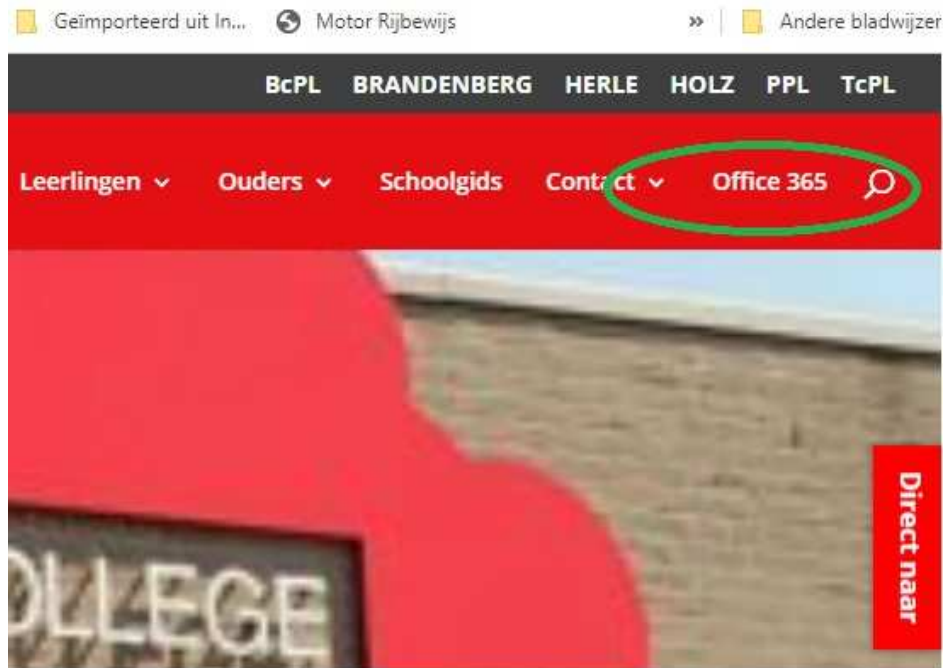 Geïmporteerd uit In... Motor Rijbewijs » Andere bladwijzer
BcPL BRANDENBERG HERLE HOLZ PPL TcPL
Leerlingen Ouders Schoolgids Contact Office 365
Direct naar
OLLEGE